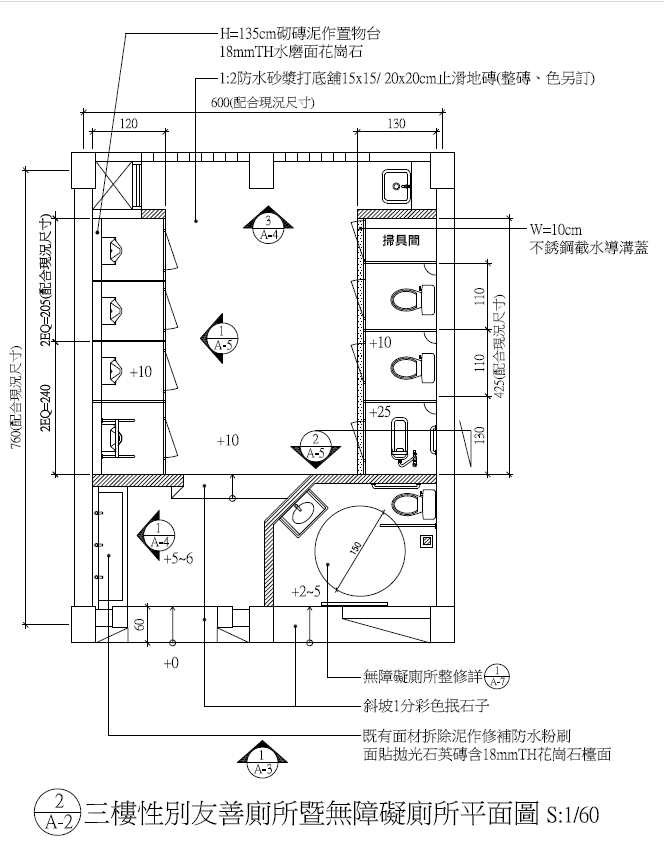 H=135cm砌磚泥作置物台
18mmTH水磨面花崗石
1:2防水砂漿打底舖15x15/ 20x20cm止滑地磚(整磚、色另訂)
600(配合現況尺寸)
120
130
3
A-4
掃具間
W=10cm
不銹鋼截水導溝蓋
2EQ=205(配合現況尺寸)
110
1
A-5
+10
+10
110
425(配合現況尺寸)
760(配合現況尺寸)
2EQ=240
+25
+10
2
A-5
130
1
A-4
+5~6
150
+2~5
60
+0
無障礙廁所整修詳
1
A-7
斜坡1分彩色抿石子
既有面材拆除泥作修補防水粉刷
面貼拋光石英磚含18mmTH花崗石檯面
1
A-3
2
A-2
三樓性別友善廁所暨無障礙廁所平面圖 S:1/60